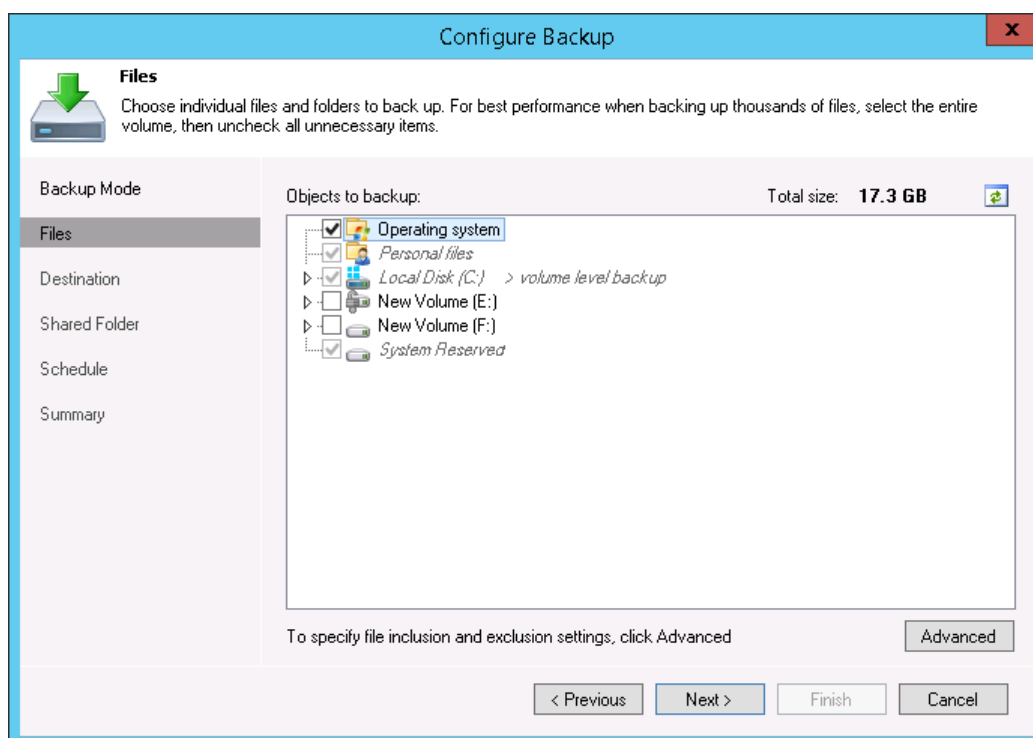 Configure Backup
x
Files
Choose individual files and folders to back up. For best performance when backing up thousands of files, select the entire
volume, then uncheck all unnecessary items.
Backup Mode
Files
Destination
Shared Folder
Schedule
Summary
Objects to backup:
Total size: 17.3 GB
Operating system
Personal files
Local Disk (C:) > volume level backup
New Volume (E:)
New Volume (F:)
System Reserved
To specify file inclusion and exclusion settings, click Advanced
Advanced
< Previous
Next >
Finish
Cancel